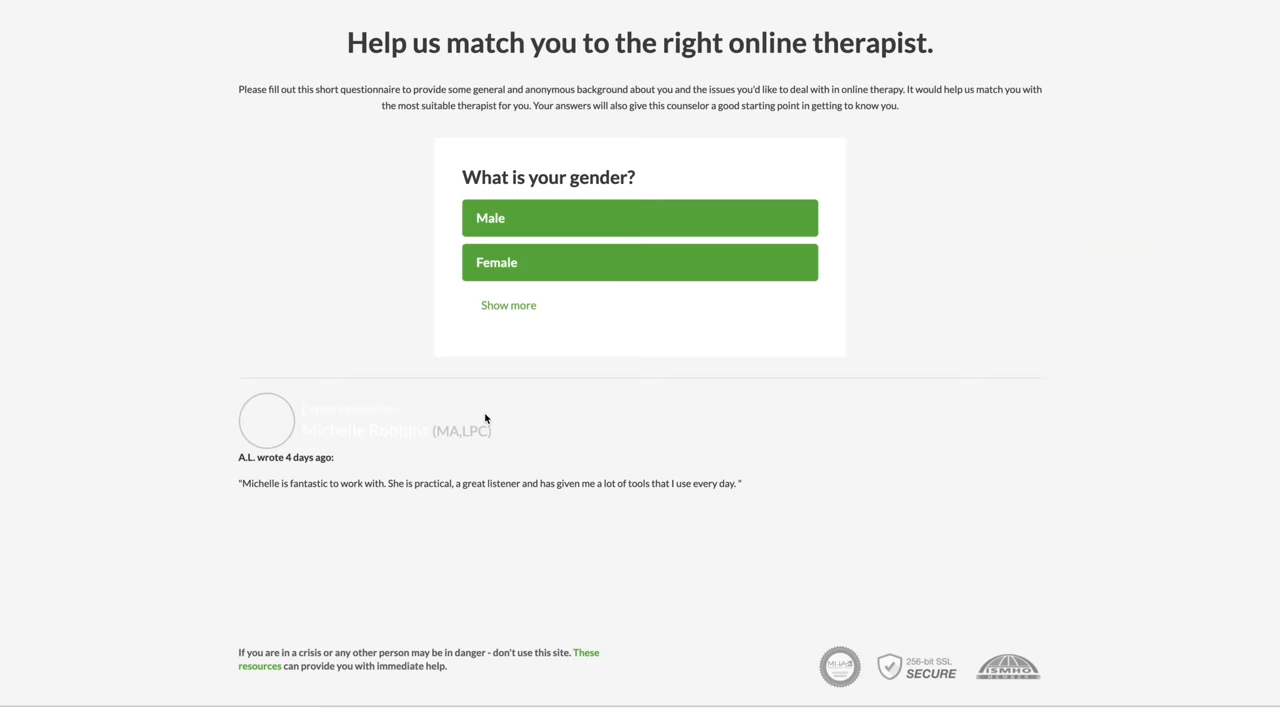 Help us match you to the right online therapist.
Please fill out this short questionnaire to provide some general and anonymous background about you and the issues you'd like to deal with in online therapy. It would help us match you with
the most suitable therapist for you. Your answers will also give this counselor a good starting point in getting to know you.
What is your gender?
Male
Female
Show more
Michelle Robbins (MA,LPC)
A.L. wrote 4 days ago:
"Michelle is fantastic to work with. She is practical, a great listener and has given me a lot of tools that I use every day. "
If you are in a crisis or any other person may be in danger - don't use this site. These
resources can provide you with immediate help.
256-bit SSL
SECURE
ISMHO
MEMBER